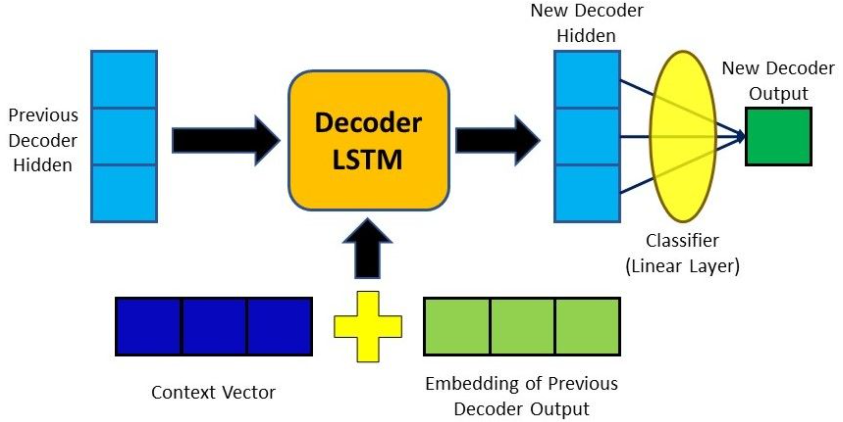 New Decoder
Hidden
New Decoder
Output
Previous
Decoder
Hidden
Decoder
LSTM
Classifier
(Linear Layer)
Context Vector
Embedding of Previous
Decoder Output